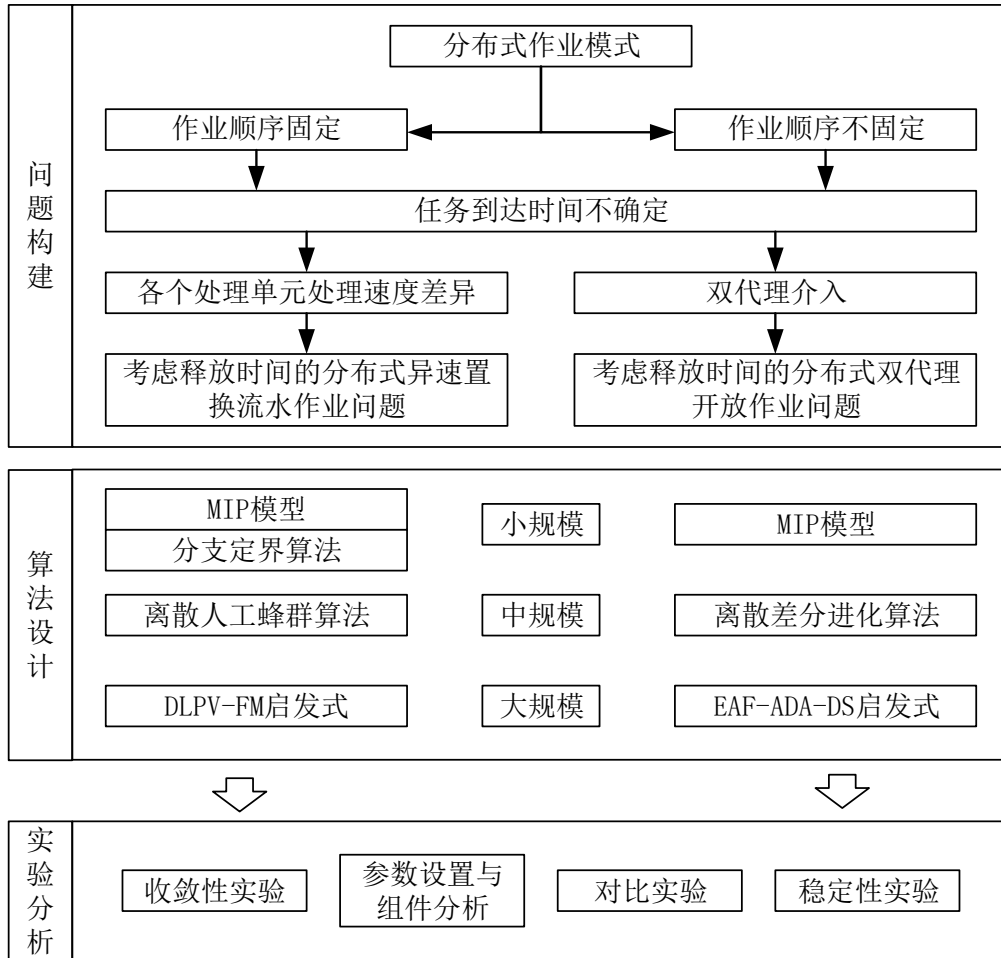 问题构建
分布式作业模式
作业顺序固定
作业顺序不固定
任务到达时间不确定
各个处理单元处理速度差异
双代理介入
考虑释放时间的分布式异速置
换流水作业问题
考虑释放时间的分布式双代理
开放作业问题
算法设计
MIP模型
分支定界算法
小规模
MIP模型
离散人工蜂群算法
中规模
离散差分进化算法
DLPV-FM启发式
大规模
EAF-ADA-DS启发式
实验分析
收敛性实验
参数设置与
组件分析
对比实验
稳定性实验